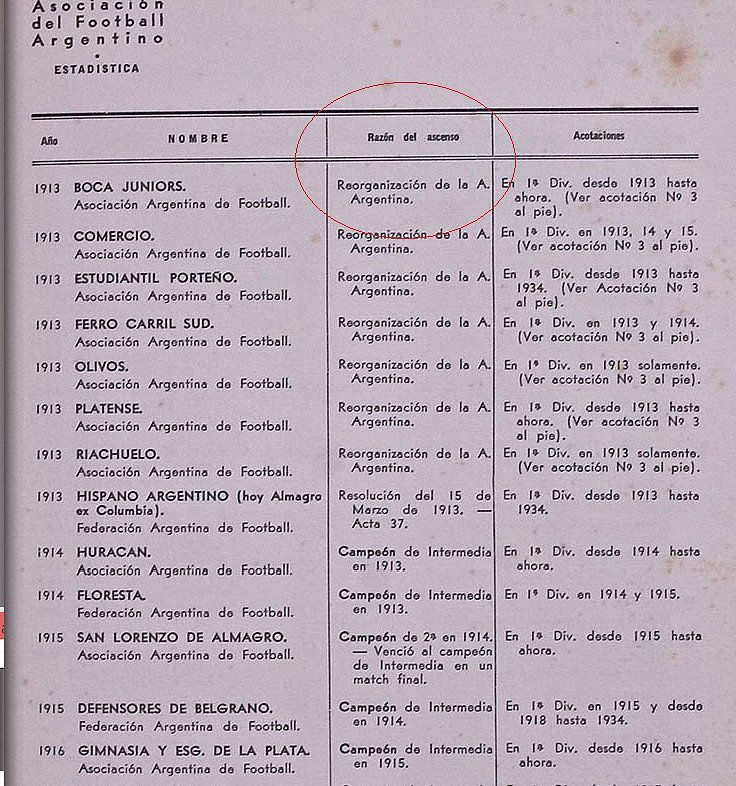 Asociación
del Football
Argentino
ESTADISTICA
Año
NOMBRE
Razón del ascenso
Acotaciones
1913 BOCA JUNIORS.
Asociación Argentina de Football.
Reorganización de la A.
Argentina.
En 1ª Div. desde 1913 hasta
ahora. (Ver acotación Nº 3
al pie).
1913 COMERCIO.
Asociación Argentina de Football.
Reorganización de la A.
Argentina.
En 1ª Div. en 1913, 14 y 15.
(Ver acotación Nº 3 al pie).
1913 ESTUDIANTIL PORTEÑO.
Asociación Argentina de Football.
Reorganización de la A.
Argentina.
En 1ª Div. desde 1913 hasta
1934. (Ver Acotación Nº 3
al pie).
1913 FERRO CARRIL SUD.
Asociación Argentina de Football.
Reorganización de la A.
Argentina.
En 1ª Div. en 1913 y 1914.
(Ver acotación Nº 3 al pie).
1913 OLIVOS.
Asociación Argentina de Football.
Reorganización de la A.
Argentina.
En 1ª Div. en 1913 solamente.
(Ver acotación Nº 3 al pie).
1913 PLATENSE.
Asociación Argentina de Football.
Reorganización de la A.
Argentina.
En 1ª Div. desde 1913 hasta
ahora. (Ver acotación Nº 3
al pie).
1913 RIACHUELO.
Asociación Argentina de Football.
Reorganización de la A.
Argentina.
En 1ª Div. en 1913 solamente.
(Ver acotación Nº 3 al pie).
1913 HISPANO ARGENTINO (hoy Almagro
ex Columbia).
Federación Argentina de Football.
Resolución del 15 de
Marzo de 1913. —
Acta 37.
En 1ª Div. desde 1913 hasta
1934.
1914 HURACAN.
Asociación Argentina de Football.
Campeón de Intermedia
en 1913.
En 1ª Div. desde 1914 hasta
ahora.
1914 FLORESTA.
Federación Argentina de Football.
Campeón de Intermedia
en 1913.
En 1ª Div. en 1914 y 1915.
1915 SAN LORENZO DE ALMAGRO.
Asociación Argentina de Football.
Campeón de 2ª en 1914.
— Venció al campeón
de Intermedia en un
match final.
En 1ª Div. desde 1915 hasta
ahora.
1915 DEFENSORES DE BELGRANO.
Federación Argentina de Football.
Campeón de Intermedia
en 1914.
En 1ª Div. en 1915 y desde
1918 hasta 1934.
1916 GIMNASIA Y ESG. DE LA PLATA.
Asociación Argentina de Football.
Campeón de Intermedia
en 1915.
En 1ª Div. desde 1916 hasta
ahora.